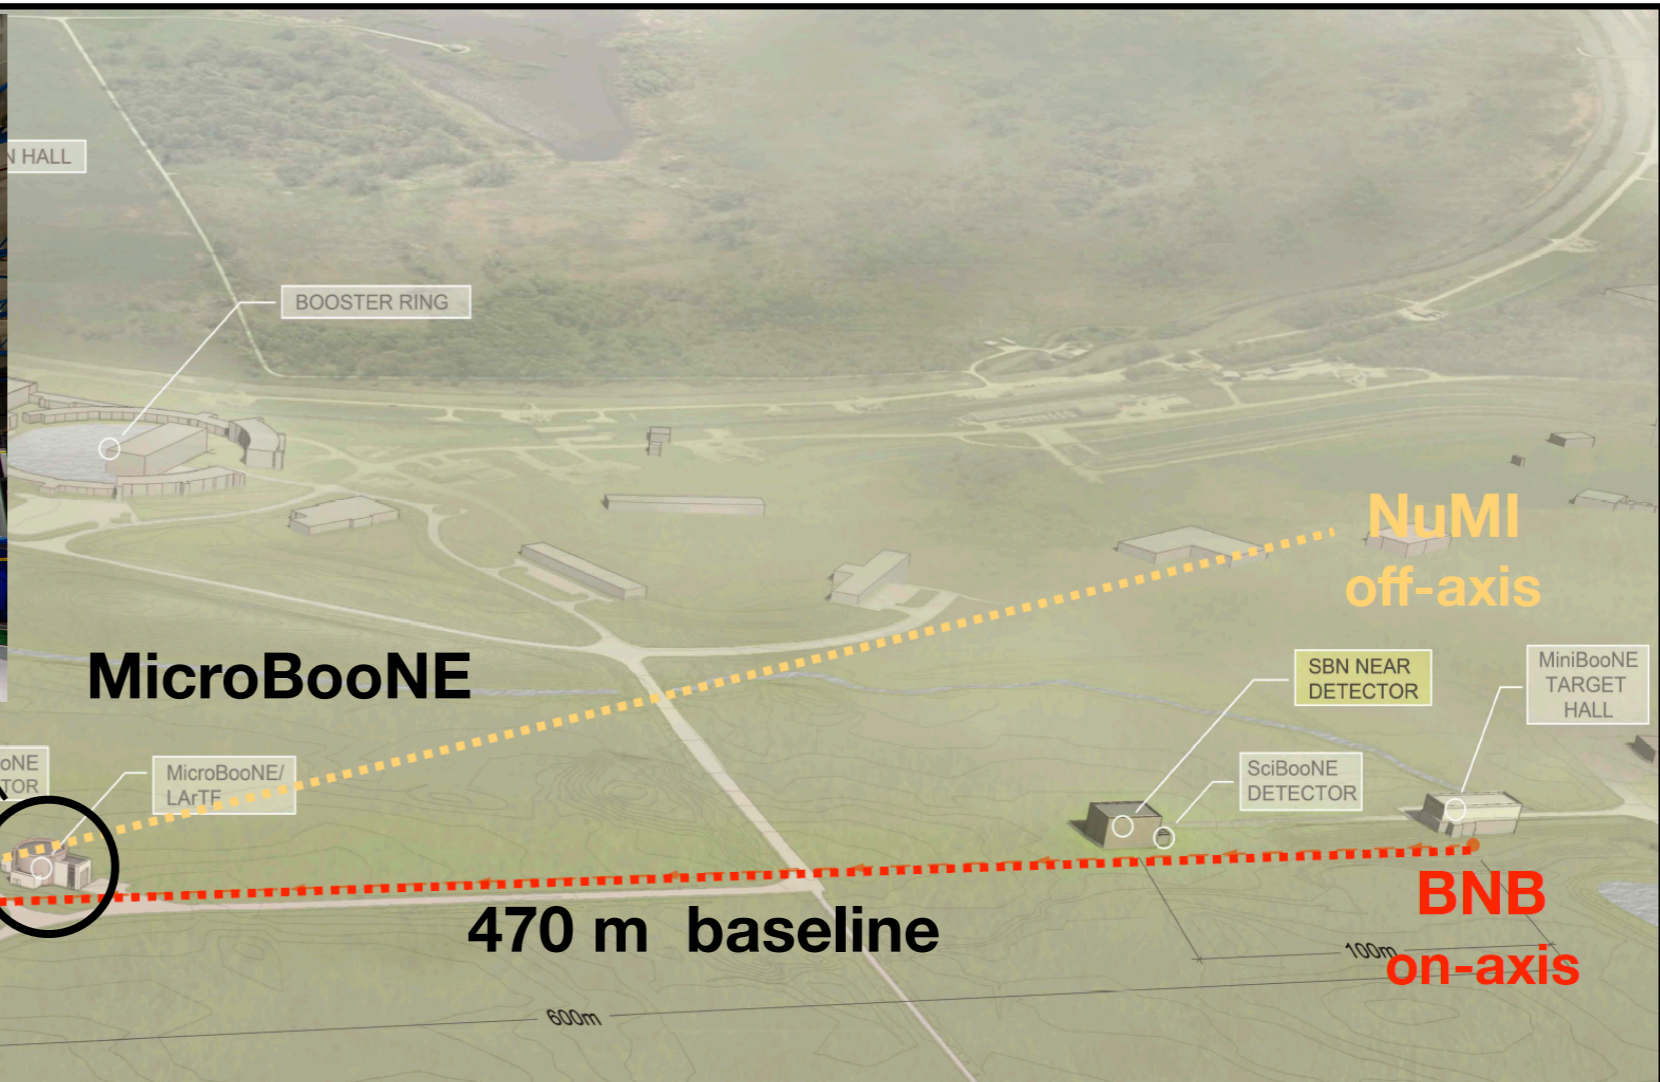 N HALL
BOOSTER RING
NuMI
off-axis
MicroBooNE
SBN NEAR
DETECTOR
MiniBooNE
TARGET
HALL
oONE
TOR
MicroBooNE/
LArTF
SciBooNE
DETECTOR
BNB
on-axis
470 m baseline
100m
600m